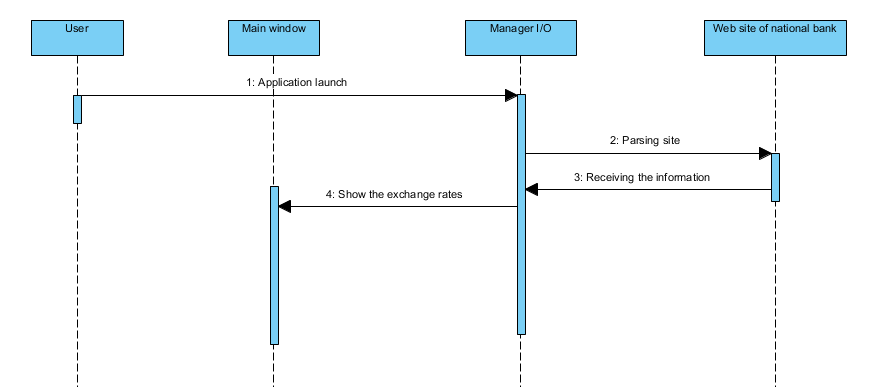 User
Main window
Manager I/O
Web site of national bank
1: Application launch
2: Parsing site
3: Receiving the information
4: Show the exchange rates